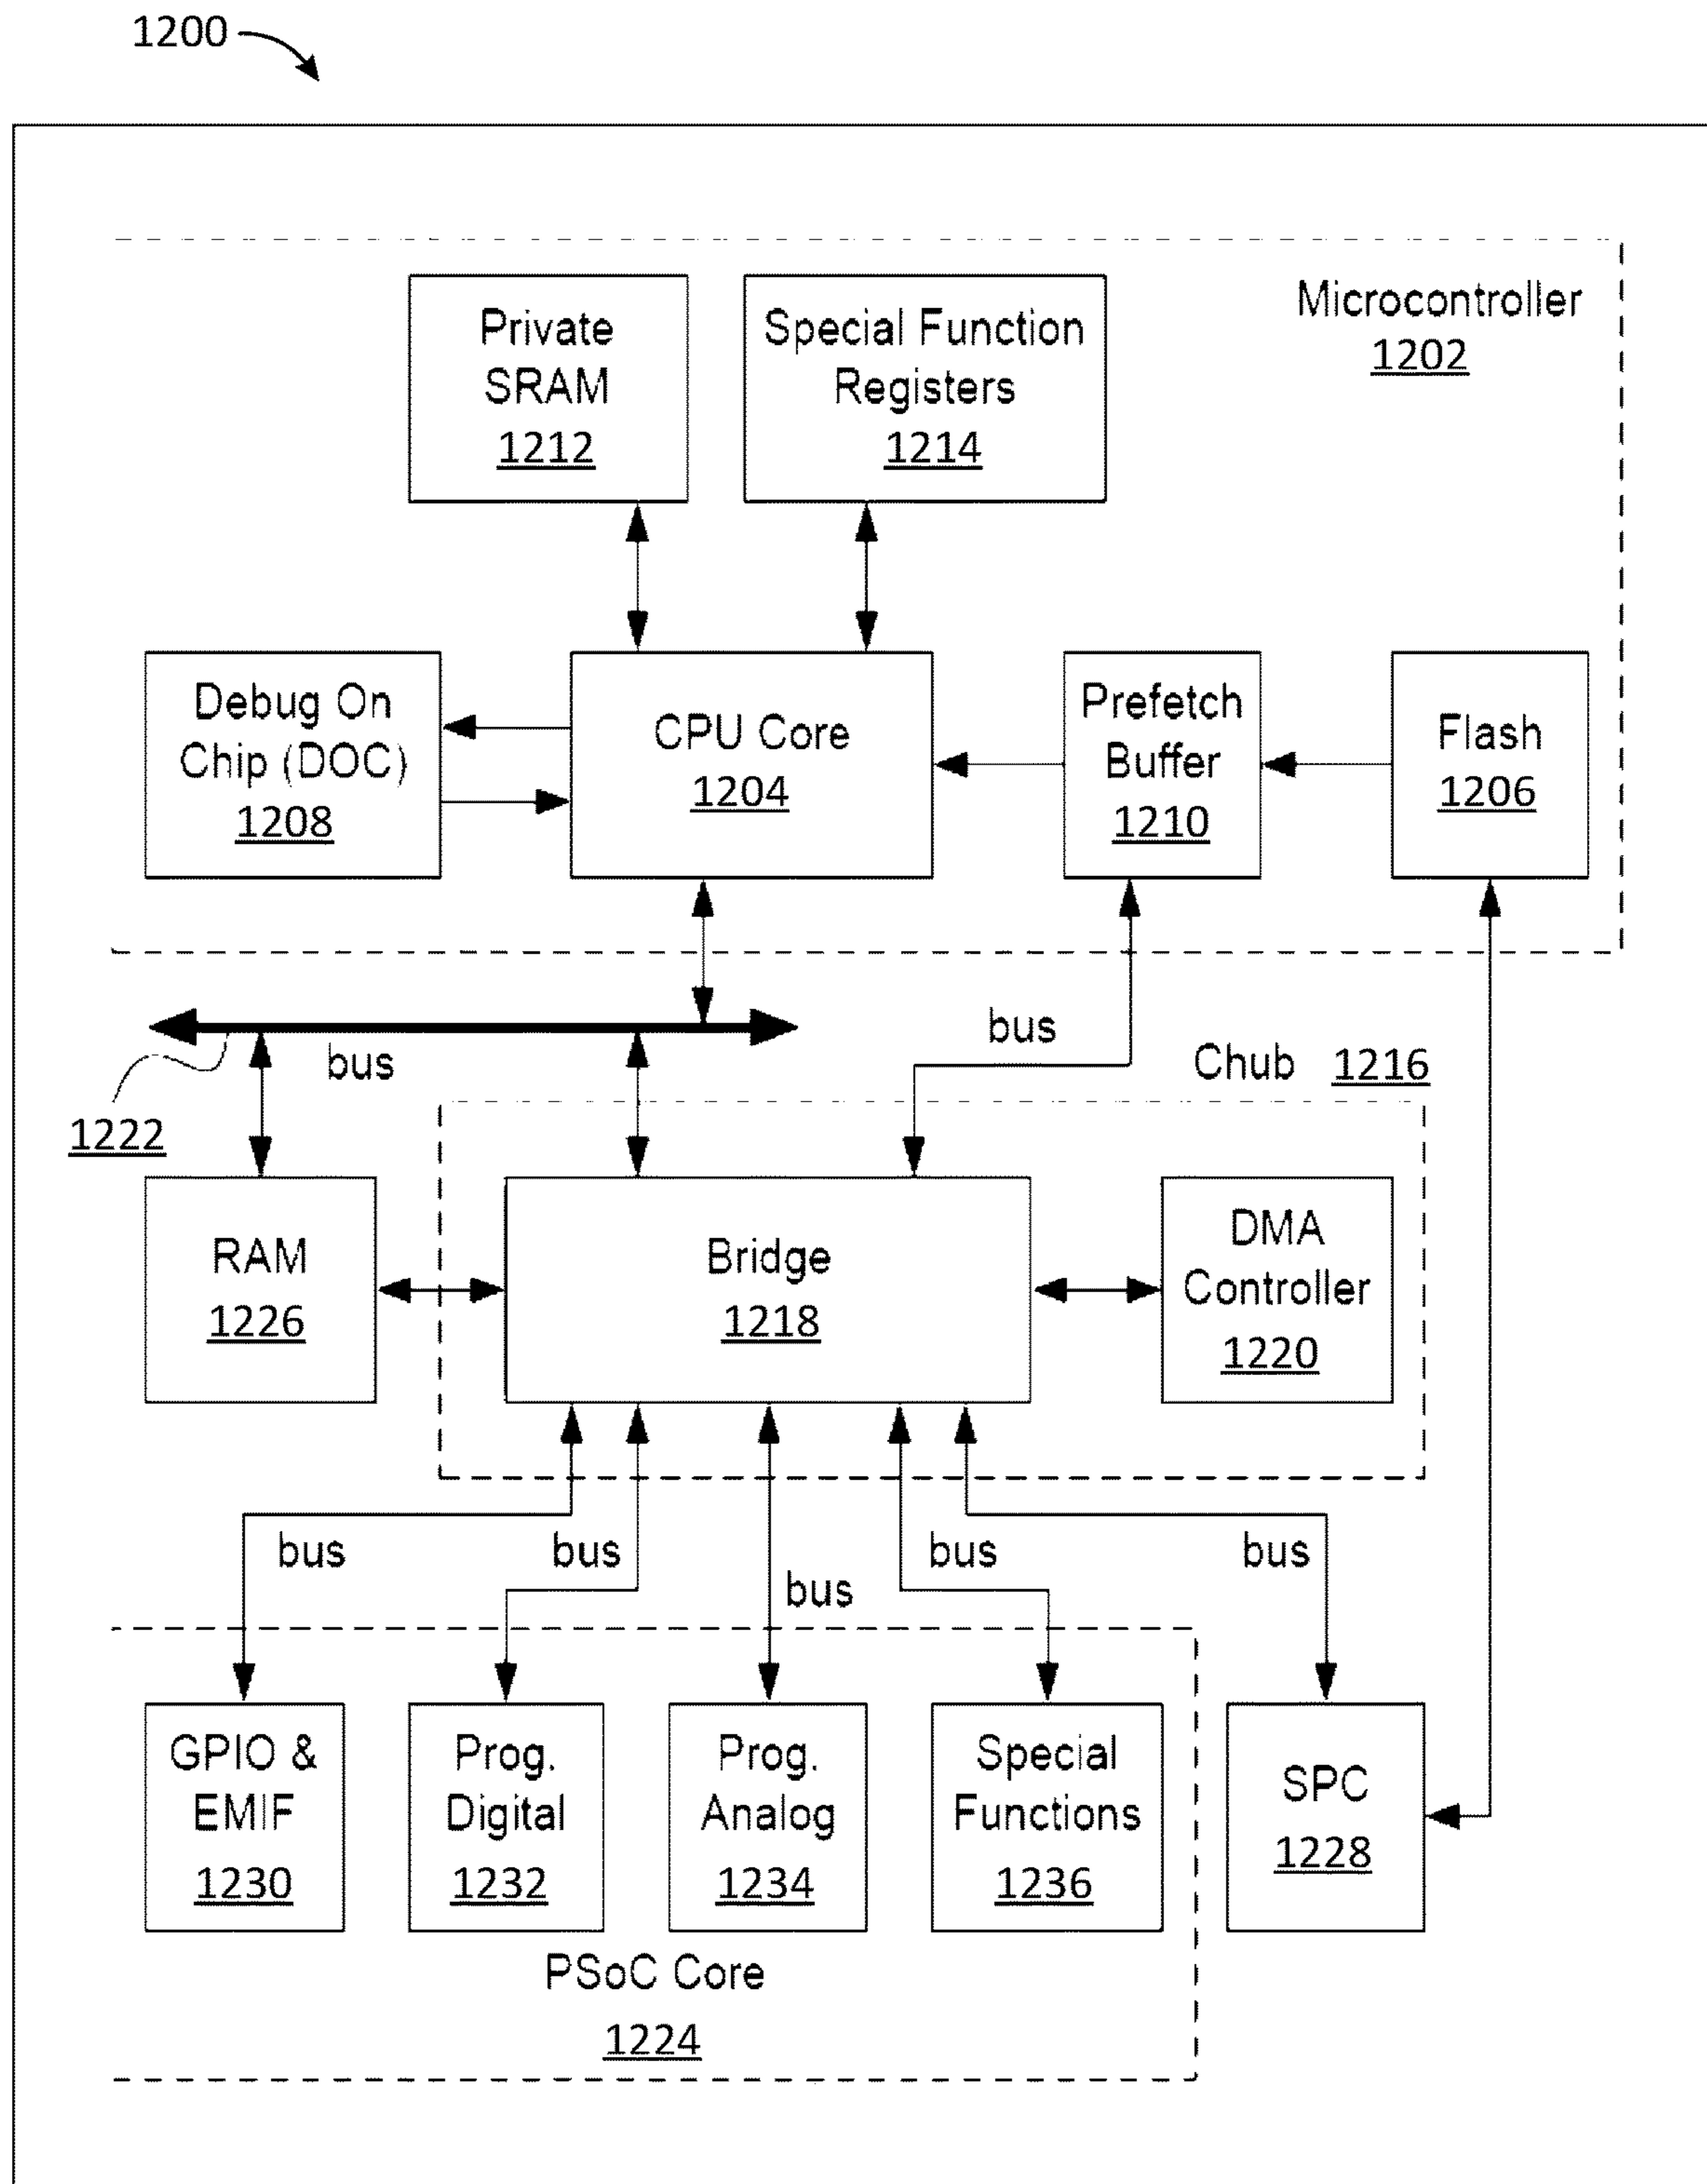 1200
Microcontroller
1202
Private
SRAM
1212
Special Function
Registers
1214
Debug On
Chip (DOC)
1208
CPU Core
1204
Prefetch
Buffer
1210
Flash
1206
bus
1222
bus
Chub 1216
RAM
1226
Bridge
1218
DMA
Controller
1220
bus
bus
bus
bus
bus
GPIO &
EMIF
1230
Prog.
Digital
1232
Prog.
Analog
1234
Special
Functions
1236
SPC
1228
PSoC Core
1224